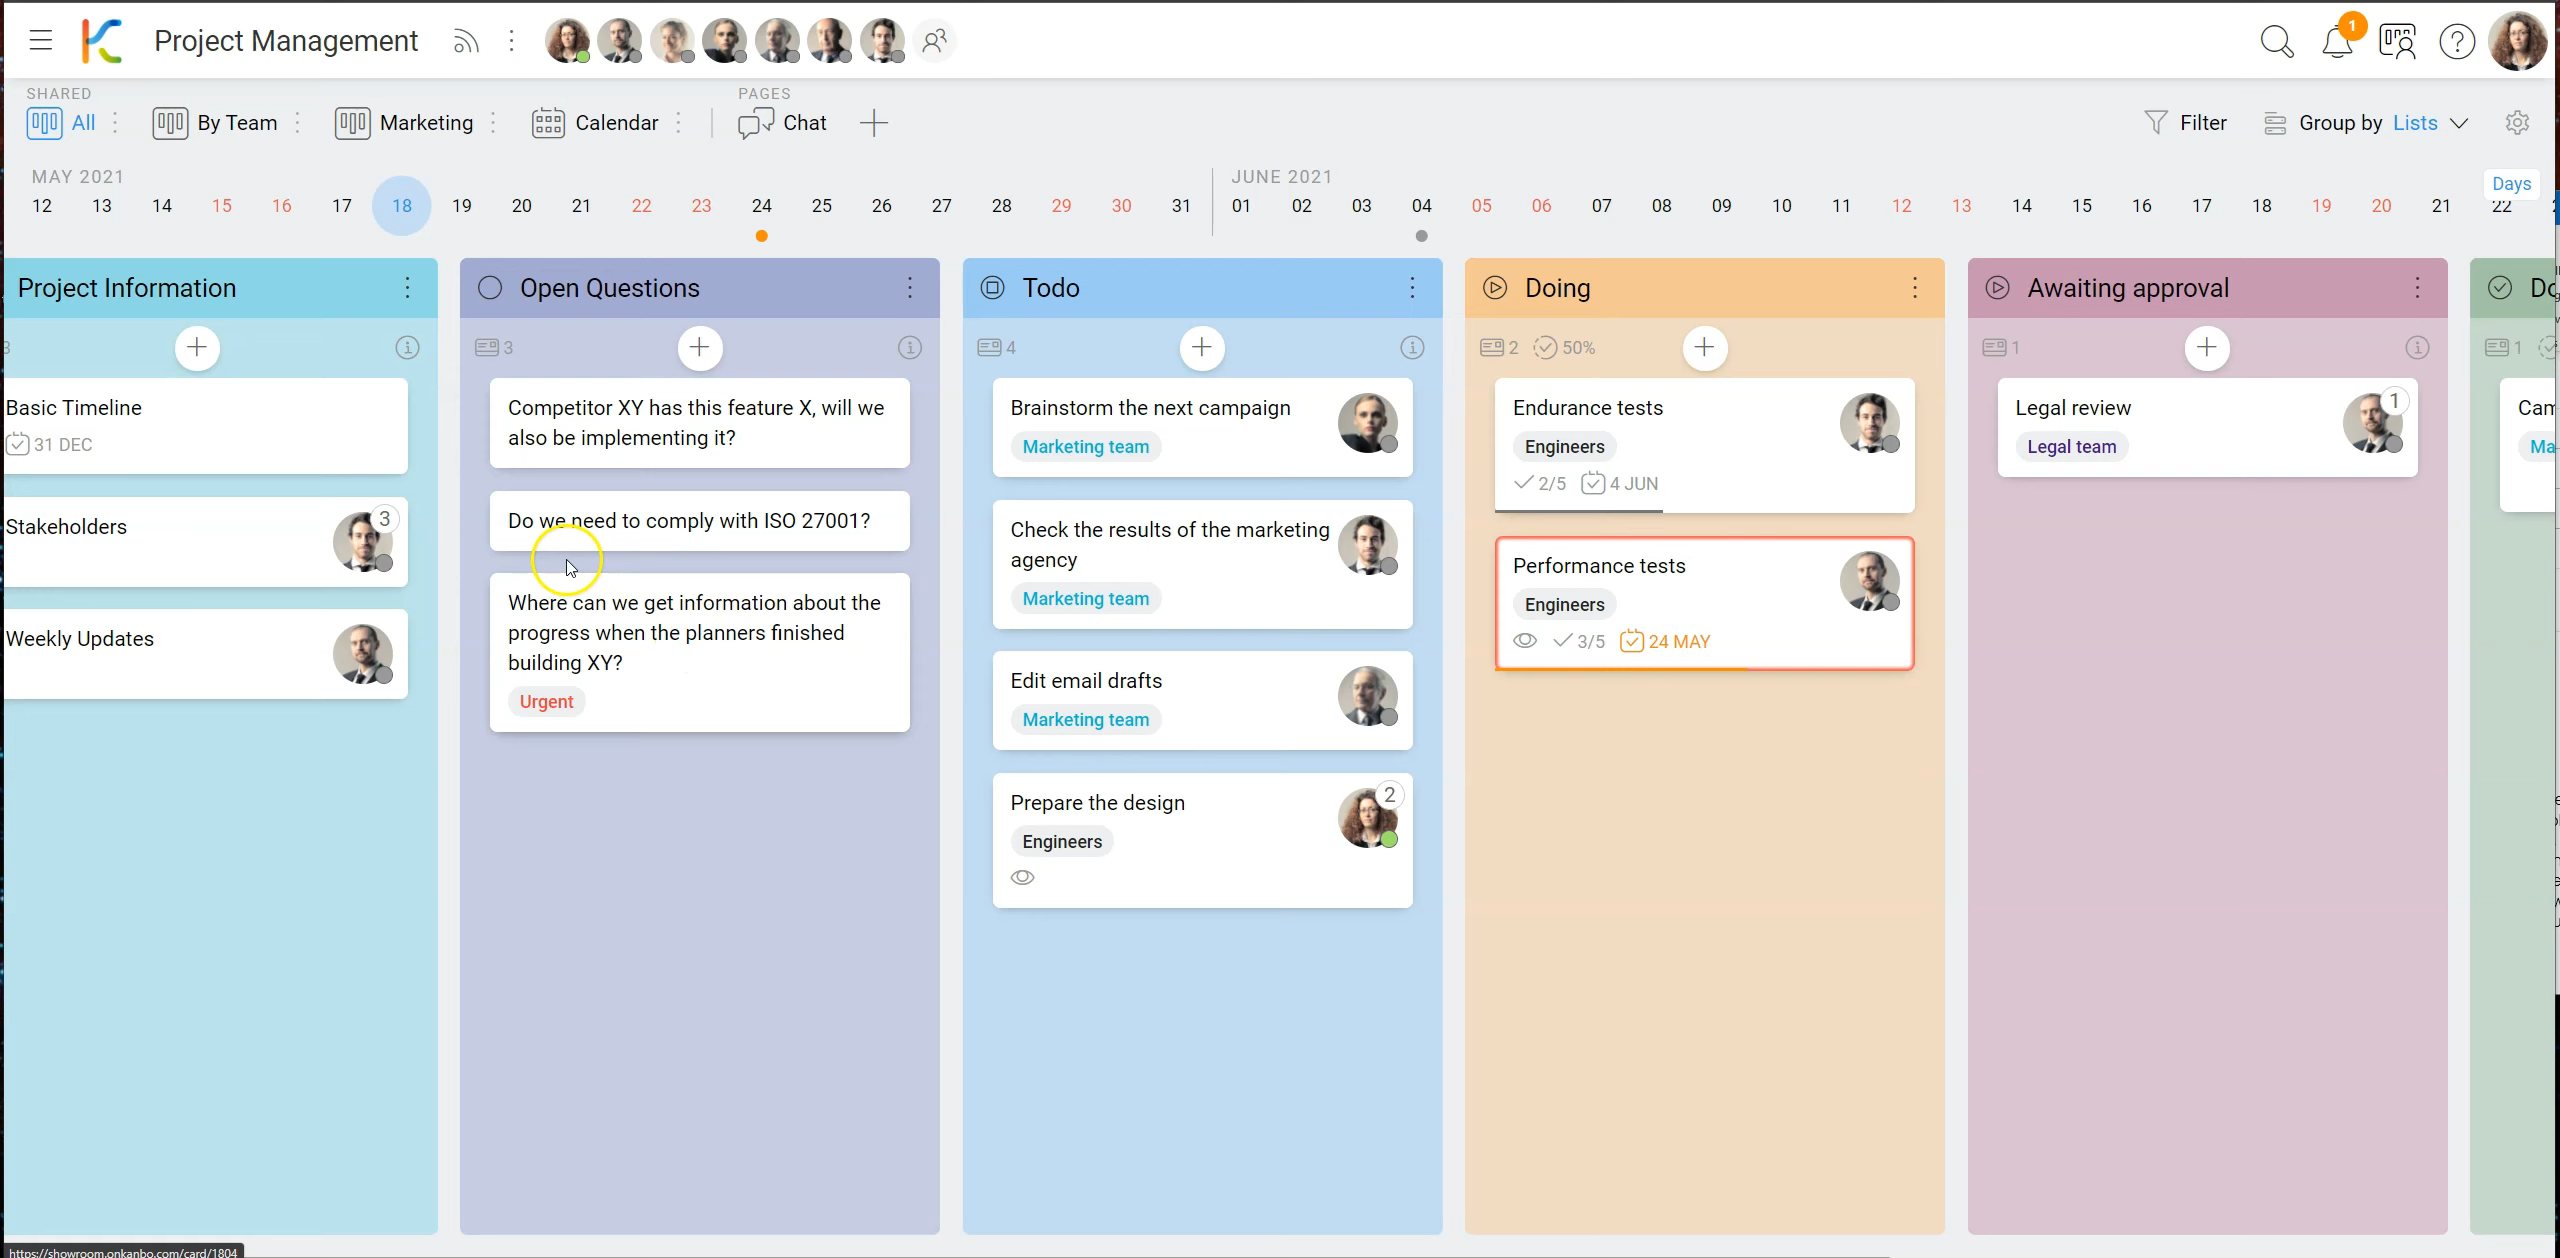 Project Management
1
SHARED
PAGES
All
By Team
Marketing
Calendar
Chat
Filter
Group by Lists
MAY 2021
JUNE 2021
Days
12 13 14 15 16 17 18 19 20 21 22 23 24 25 26 27 28 29 30 31 01 02 03 04 05 06 07 08 09 10 11 12 13 14 15 16 17 18 19 20 21 22
Project Information
3
Basic Timeline
31 DEC
Stakeholders
3
Weekly Updates
Open Questions
3
Competitor XY has this feature X, will we
also be implementing it?
Do we need to comply with ISO 27001?
Where can we get information about the
progress when the planners finished
building XY?
Urgent
Todo
4
Brainstorm the next campaign
Marketing team
Check the results of the marketing
agency
Marketing team
Edit email drafts
Marketing team
Prepare the design
2
Engineers
Doing
2 50%
Endurance tests
Engineers
2/5 4 JUN
Performance tests
Engineers
3/5 24 MAY
Awaiting approval
1
Legal review
1
Legal team
1
https://showroom.onkanbo.com/card/1804